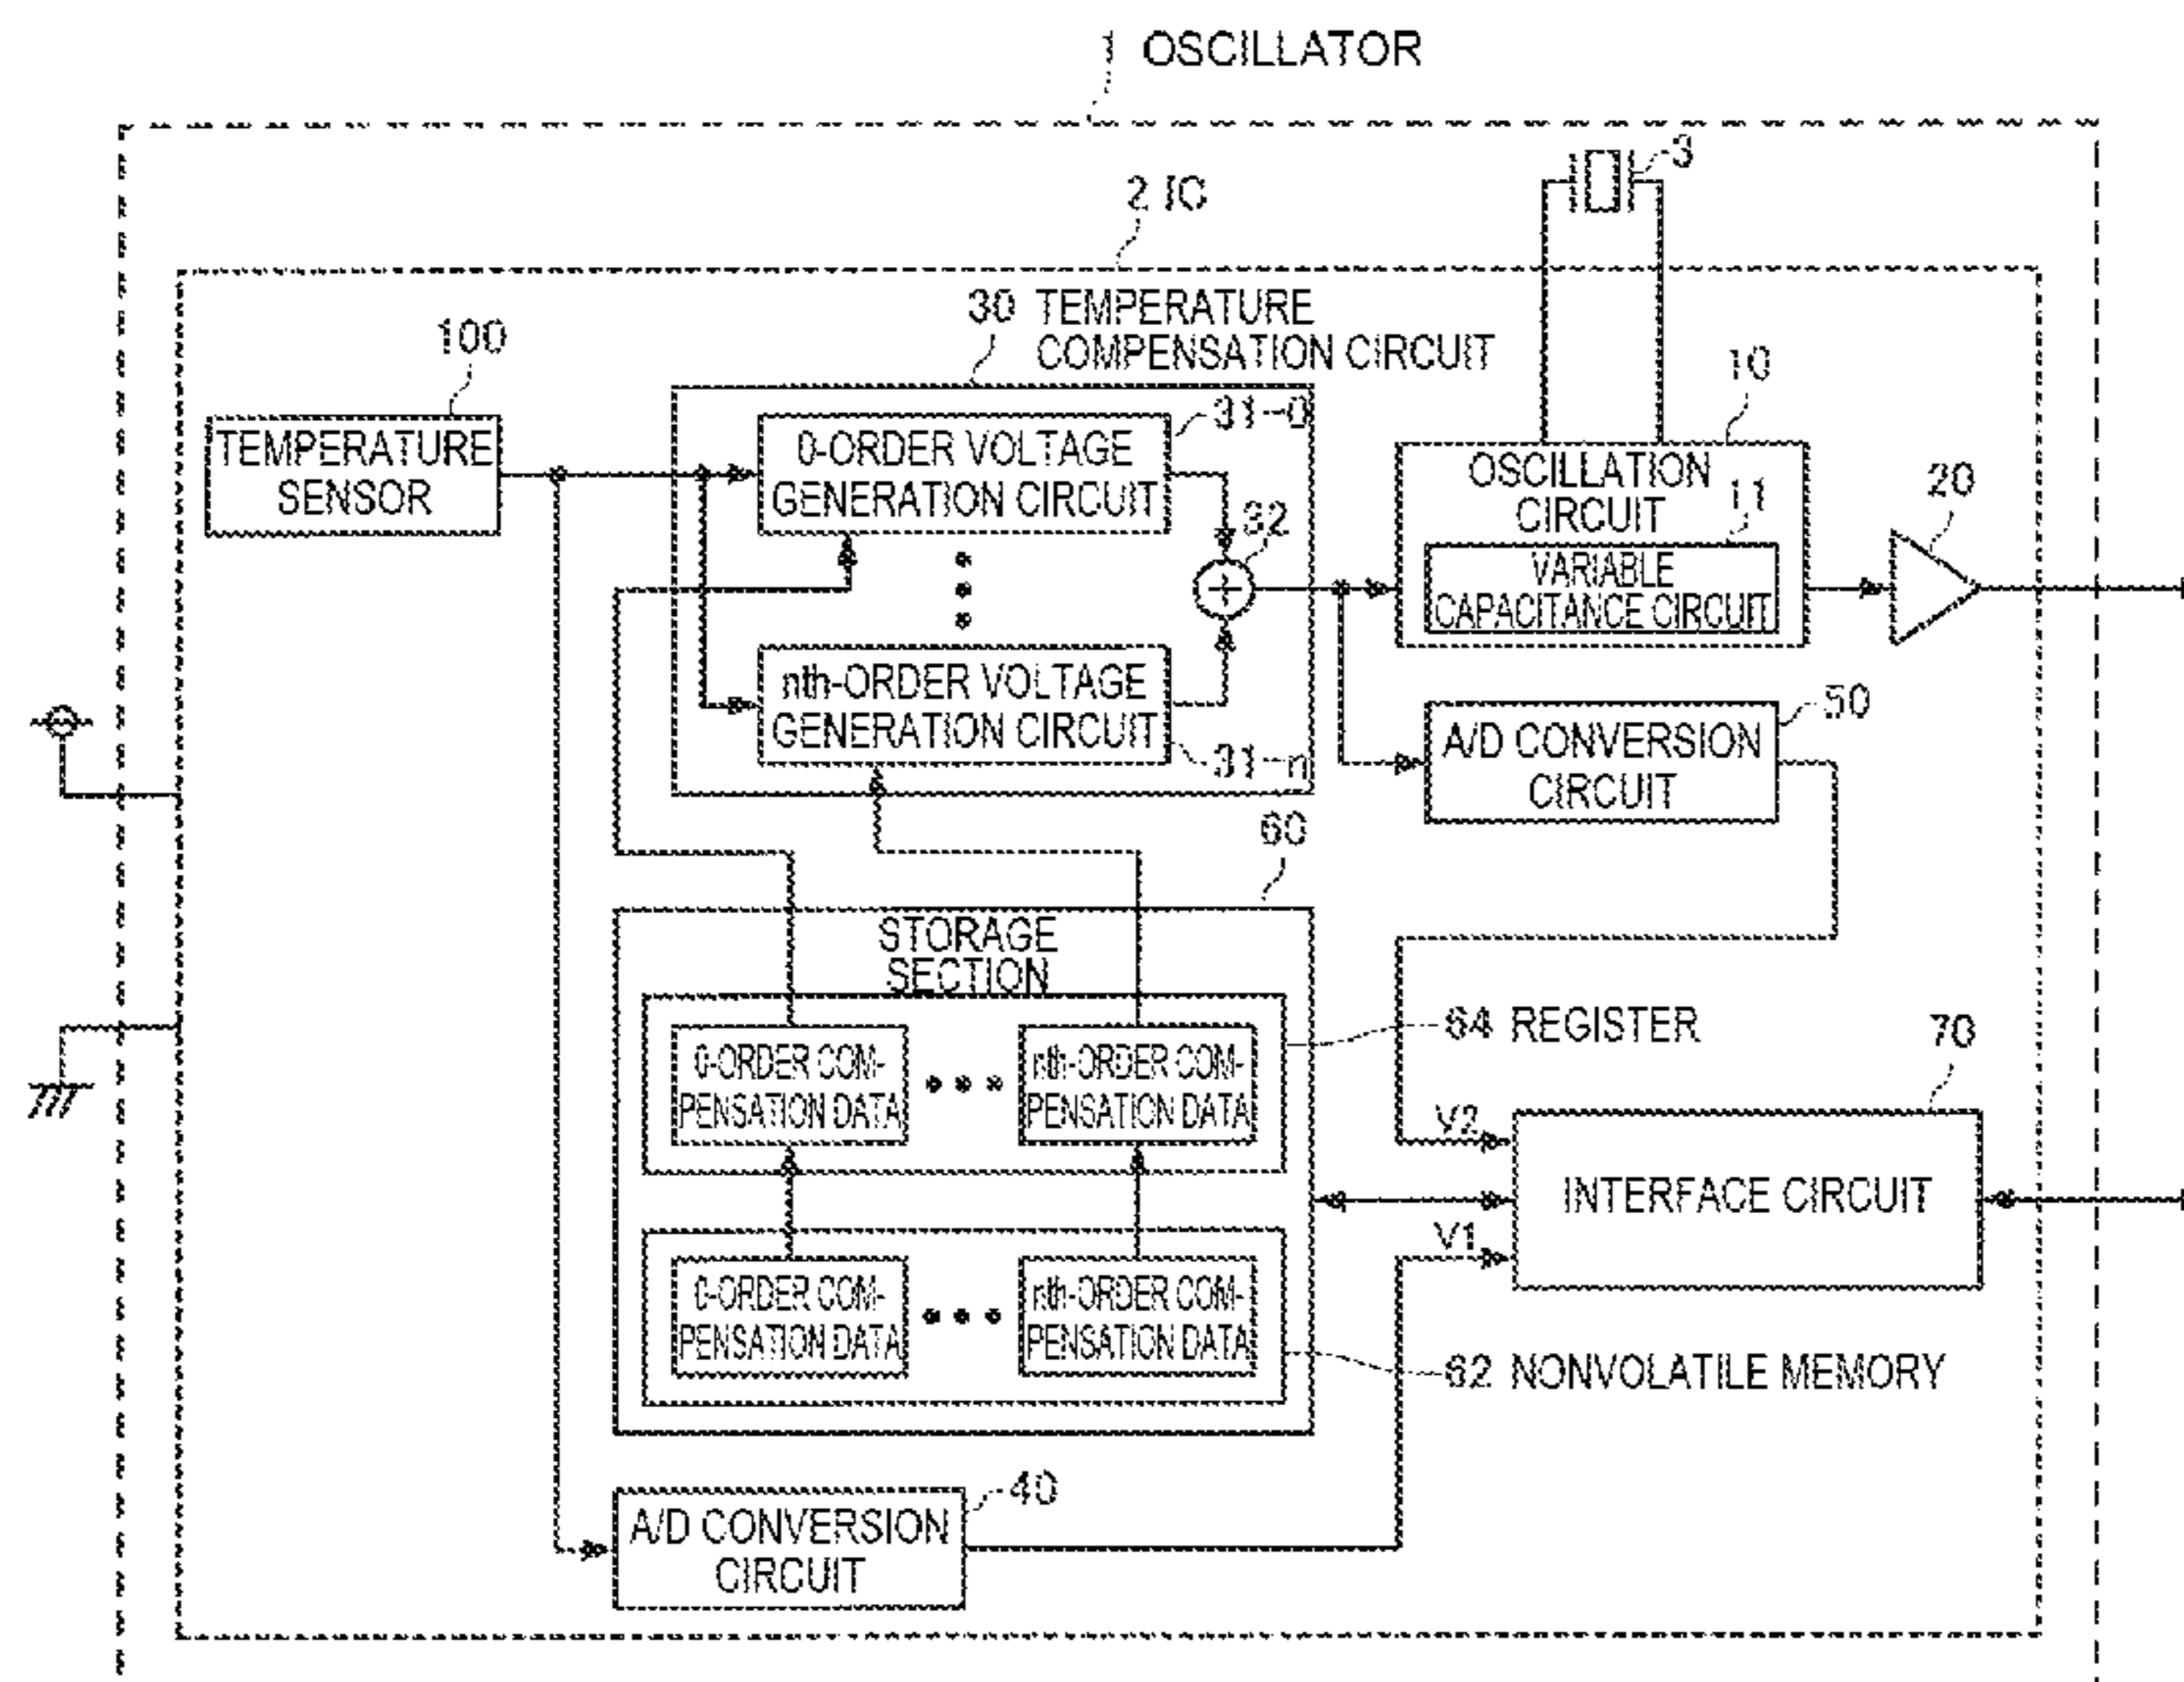 1 OSCILLATOR
3
2 IC
30 TEMPERATURE
COMPENSATION CIRCUIT
100
10
TEMPERATURE
SENSOR
31-0
0-ORDER VOLTAGE
GENERATION CIRCUIT
OSCILLATION
CIRCUIT
11
20
32
VARIABLE
CAPACITANCE CIRCUIT
nth-ORDER VOLTAGE
GENERATION CIRCUIT
31-n
50
A/D CONVERSION
CIRCUIT
60
STORAGE
SECTION
64 REGISTER
70
0-ORDER COM-
PENSATION DATA
nth-ORDER COM-
PENSATION DATA
V2
INTERFACE CIRCUIT
V1
0-ORDER COM-
PENSATION DATA
nth-ORDER COM-
PENSATION DATA
62 NONVOLATILE MEMORY
40
A/D CONVERSION
CIRCUIT